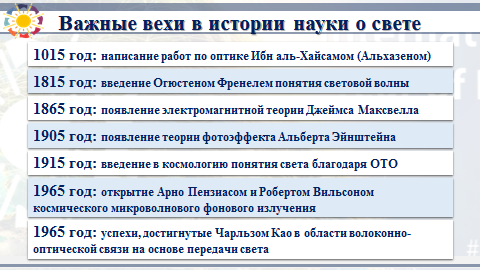 Важные вехи в истории науки о свете
1015 год: написание работ по оптике Ибн аль-Хайсамом (Альхазеном)
1815 год: введение Огюстеном Френелем понятия световой волны
1865 год: появление электромагнитной теории Джеймса Максвелла
1905 год: появление теории фотоэффекта Альберта Эйнштейна
1915 год: введение в космологию понятия света благодаря ОТО
1965 год: открытие Арно Пензиасом и Робертом Вильсоном
космического микроволнового фонового излучения
1965 год: успехи, достигнутые Чарльзом Као в области волоконно-
оптической связи на основе передачи света